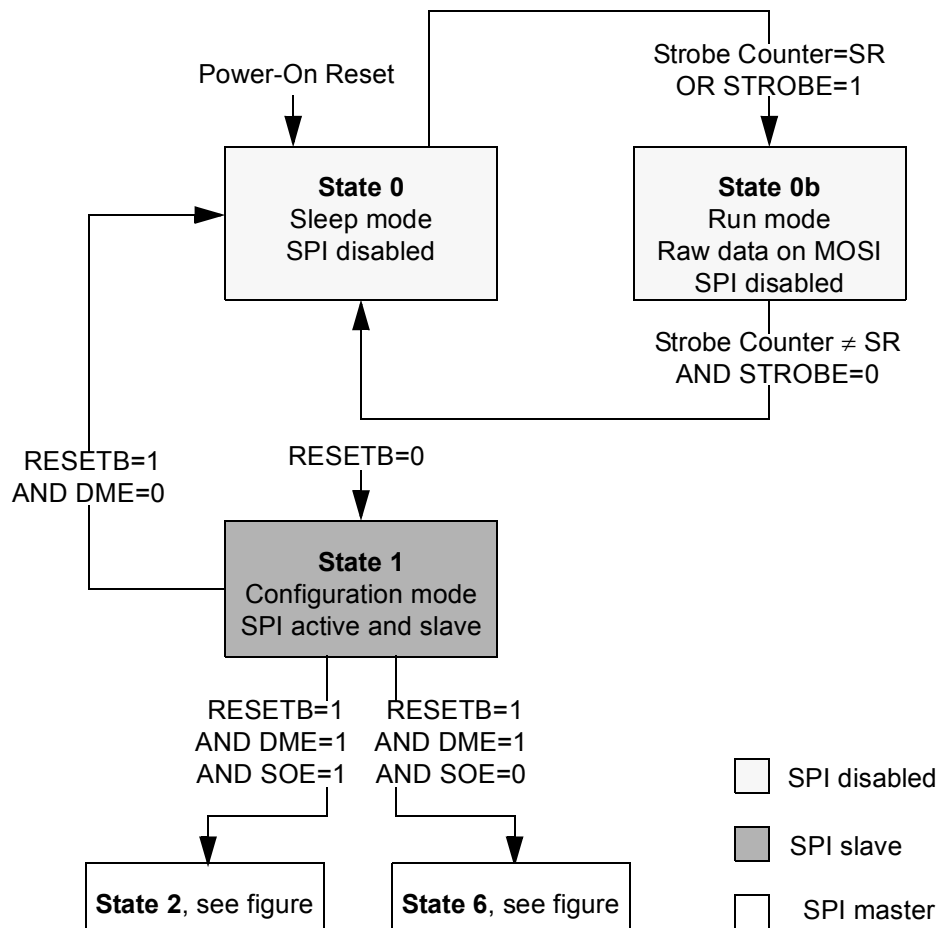 Power-On Reset
Strobe Counter=SR
OR STROBE=1
State 0
Sleep mode
SPI disabled
State 0b
Run mode
Raw data on MOSI
SPI disabled
Strobe Counter ≠ SR
AND STROBE=0
RESETB=1
AND DME=0
RESETB=0
State 1
Configuration mode
SPI active and slave
RESETB=1
AND DME=1
AND SOE=1
RESETB=1
AND DME=1
AND SOE=0
State 2, see figure
State 6, see figure
SPI disabled
SPI slave
SPI master